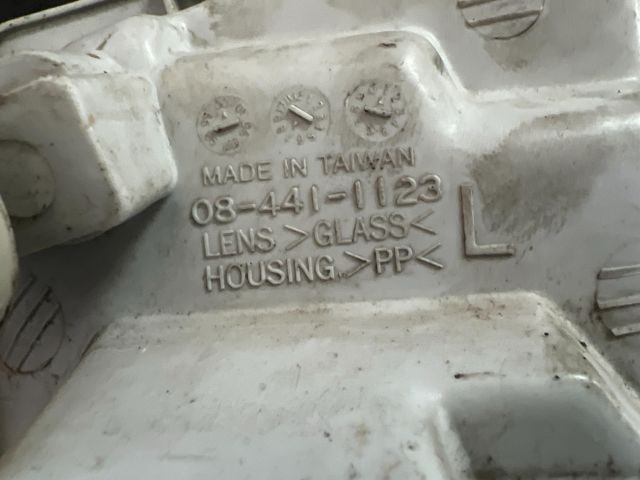 MADE IN TAIWAN
08-441-1123
LENS >GLASS<
HOUSING >PP<
L